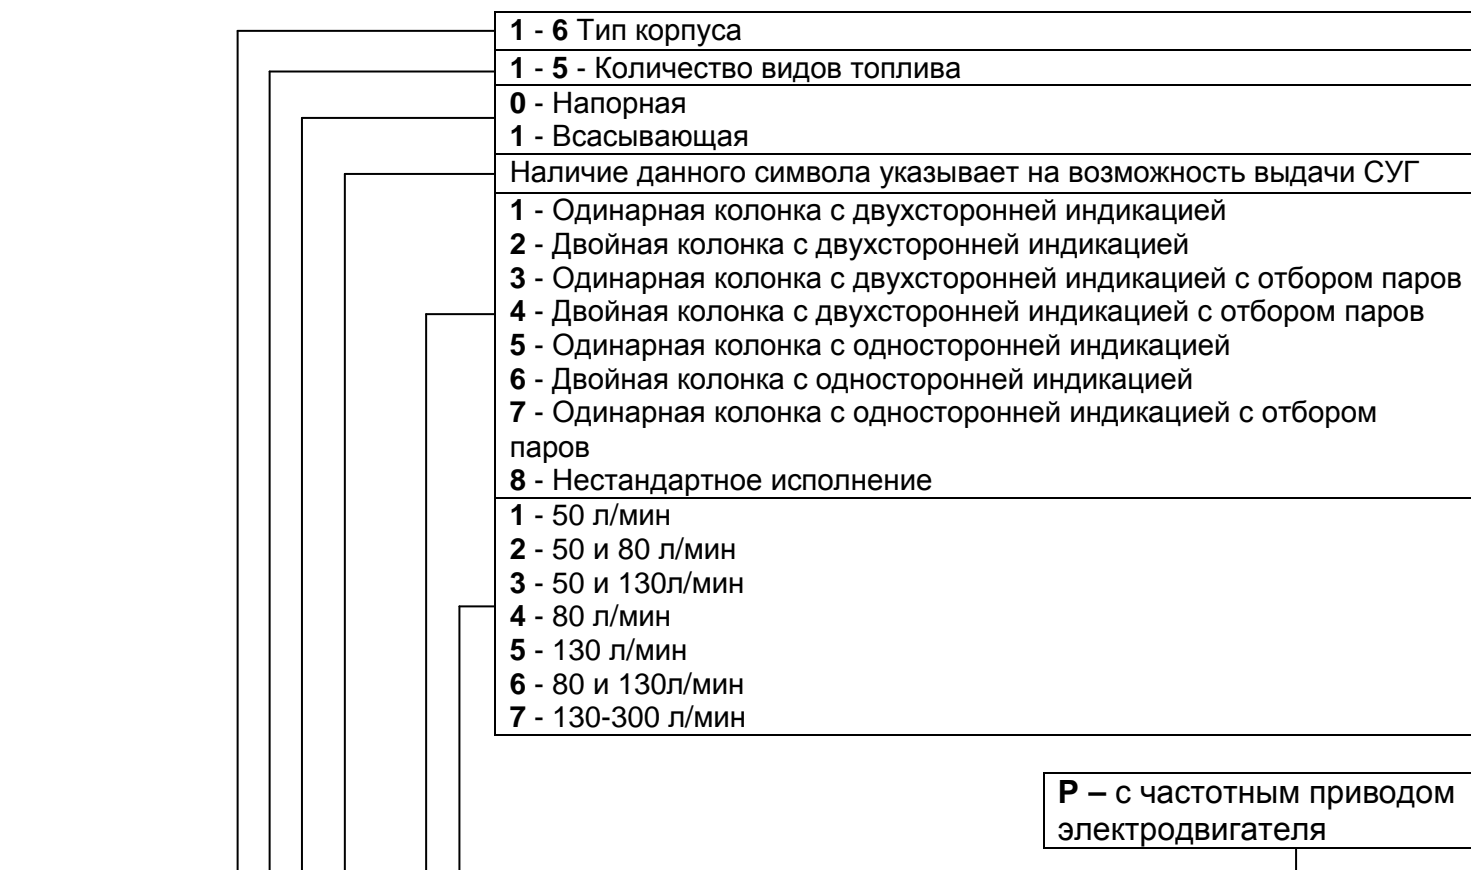 1 - 6 Тип корпуса
1 - 5 - Количество видов топлива
0 - Напорная
1 - Всасывающая
Наличие данного символа указывает на возможность выдачи СУГ
1 - Одинарная колонка с двухсторонней индикацией
2 - Двойная колонка с двухсторонней индикацией
3 - Одинарная колонка с двухсторонней индикацией с отбором паров
4 - Двойная колонка с двухсторонней индикацией с отбором паров
5 - Одинарная колонка с односторонней индикацией
6 - Двойная колонка с односторонней индикацией
7 - Одинарная колонка с односторонней индикацией с отбором
паров
8 - Нестандартное исполнение
1 - 50 л/мин
2 - 50 и 80 л/мин
3 - 50 и 130л/мин
4 - 80 л/мин
5 - 130 л/мин
6 - 80 и 130л/мин
7 - 130-300 л/мин
Р – с частотным приводом
электродвигателя